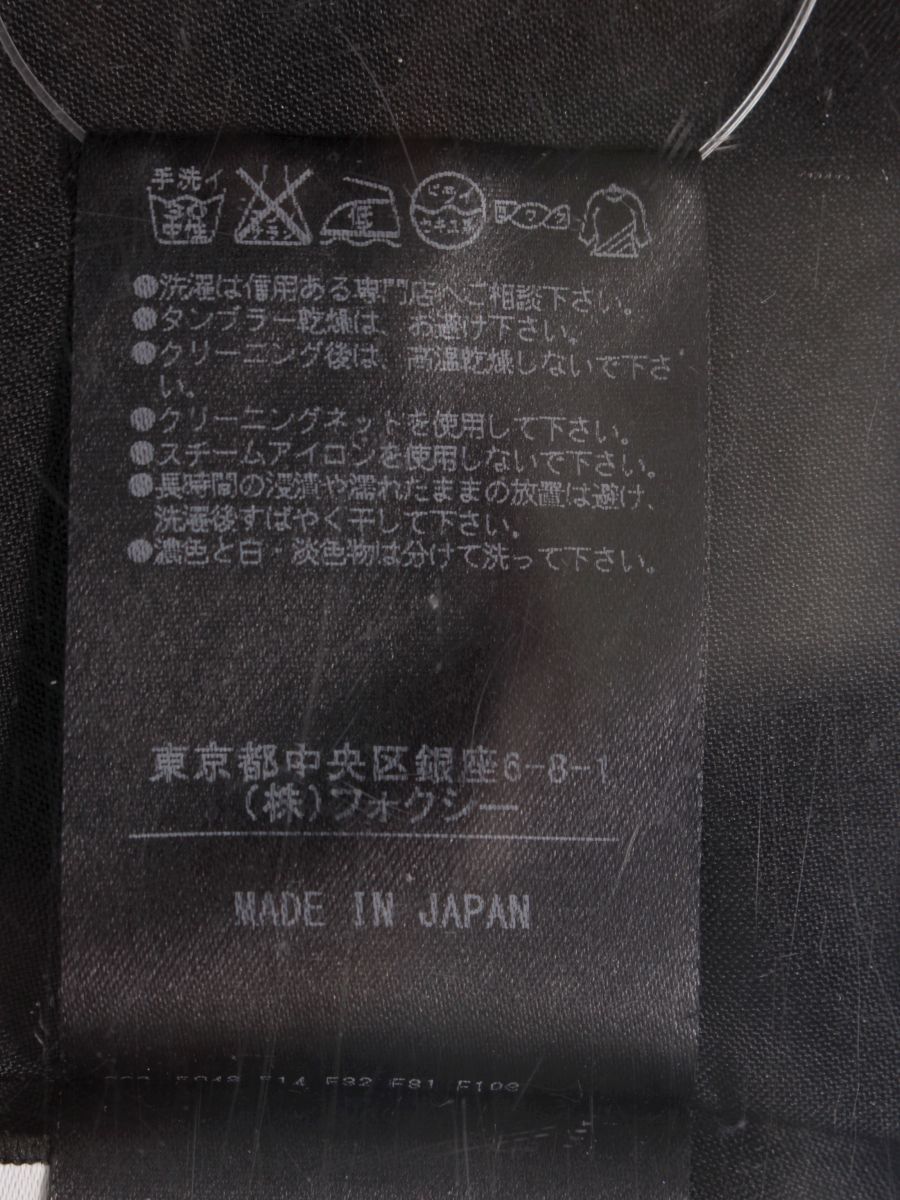 手洗イ
30
中性
低
ドライ
●洗濯は信用ある専門店へご相談下さい。
●タンブラー乾燥は、お避け下さい。
●クリーニング後は、高温乾燥しないで下さ
い。
●クリーニングネットを使用して下さい。
●スチームアイロンを使用しないで下さい。
●長時間の浸漬や濡れたままの放置は避け、
洗濯後すばやく干して下さい。
●濃色と白・淡色物は分けて洗って下さい。
東京都中央区銀座6-8-1
(株)フォクシー
MADE IN JAPAN